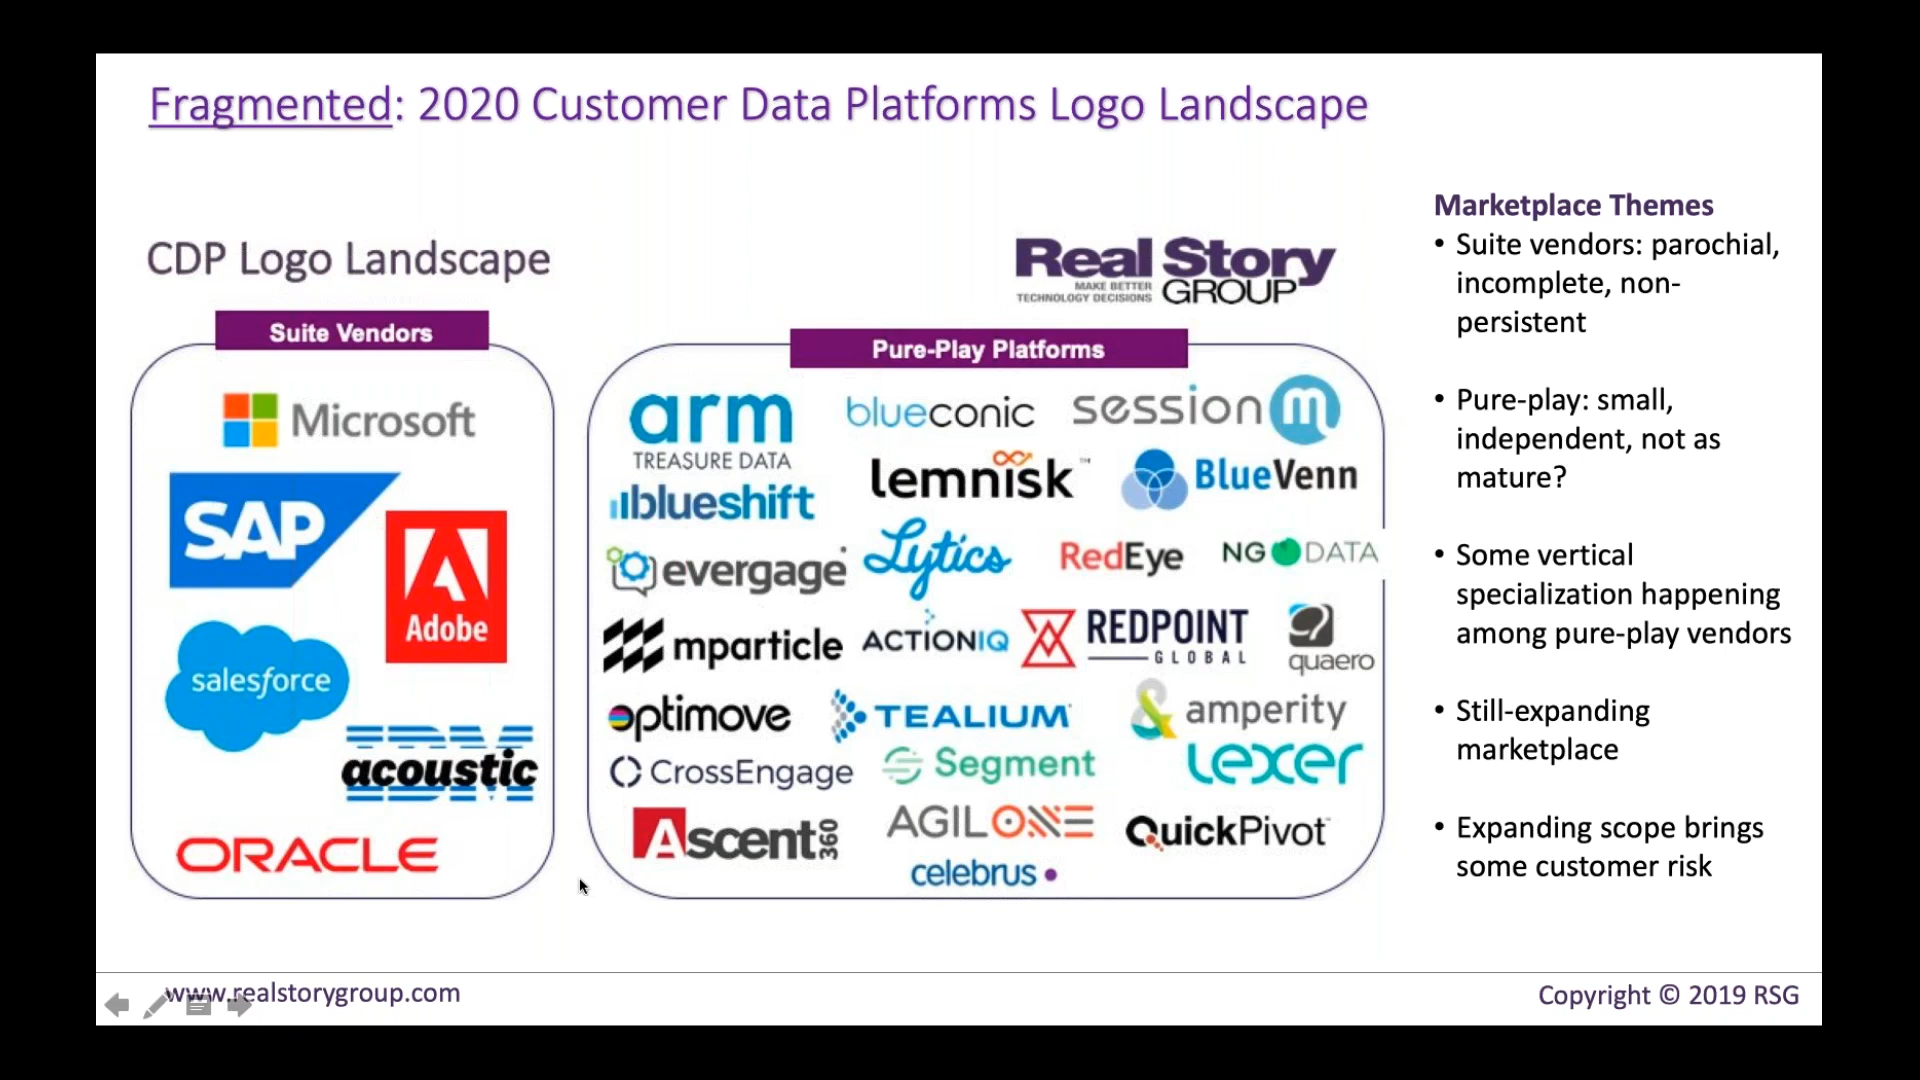 Fragmented: 2020 Customer Data Platforms Logo Landscape
CDP Logo Landscape
Real Story
MAKE BETTER
TECHNOLOGY DECISIONS
GROUP
Suite Vendors
Microsoft
SAP
Adobe
salesforce
IBM
acoustic
ORACLE
Pure-Play Platforms
arm
TREASURE DATA
blueconic
session m
blueshift
lemnisk™
BlueVenn
evergage
Lytics
RedEye
NGDATA
mparticle
ACTIONIQ
REDPOINT
GLOBAL
quaero
optimove
TEALIUM
& amperity
CrossEngage
Segment
Lexer
Ascent360
AGILONE
QuickPivot
celebrus
Marketplace Themes
• Suite vendors: parochial,
incomplete, non-
persistent
• Pure-play: small,
independent, not as
mature?
• Some vertical
specialization happening
among pure-play vendors
• Still-expanding
marketplace
• Expanding scope brings
some customer risk
www.realstorygroup.com
Copyright © 2019 RSG